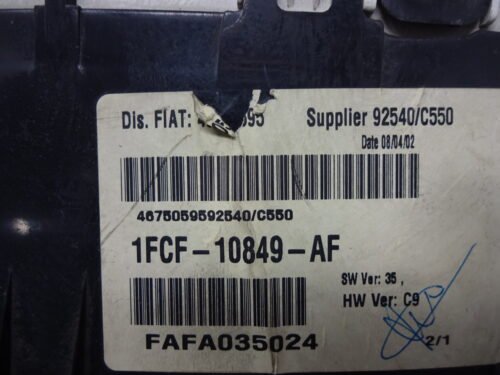 Dis. FIAT: Supplier 92540/C550
Date 08/04/02
4675059592540/C550
1FCF-10849-AF
SW Ver: 35 ,
HW Ver: C9
FAFA035024 2/1